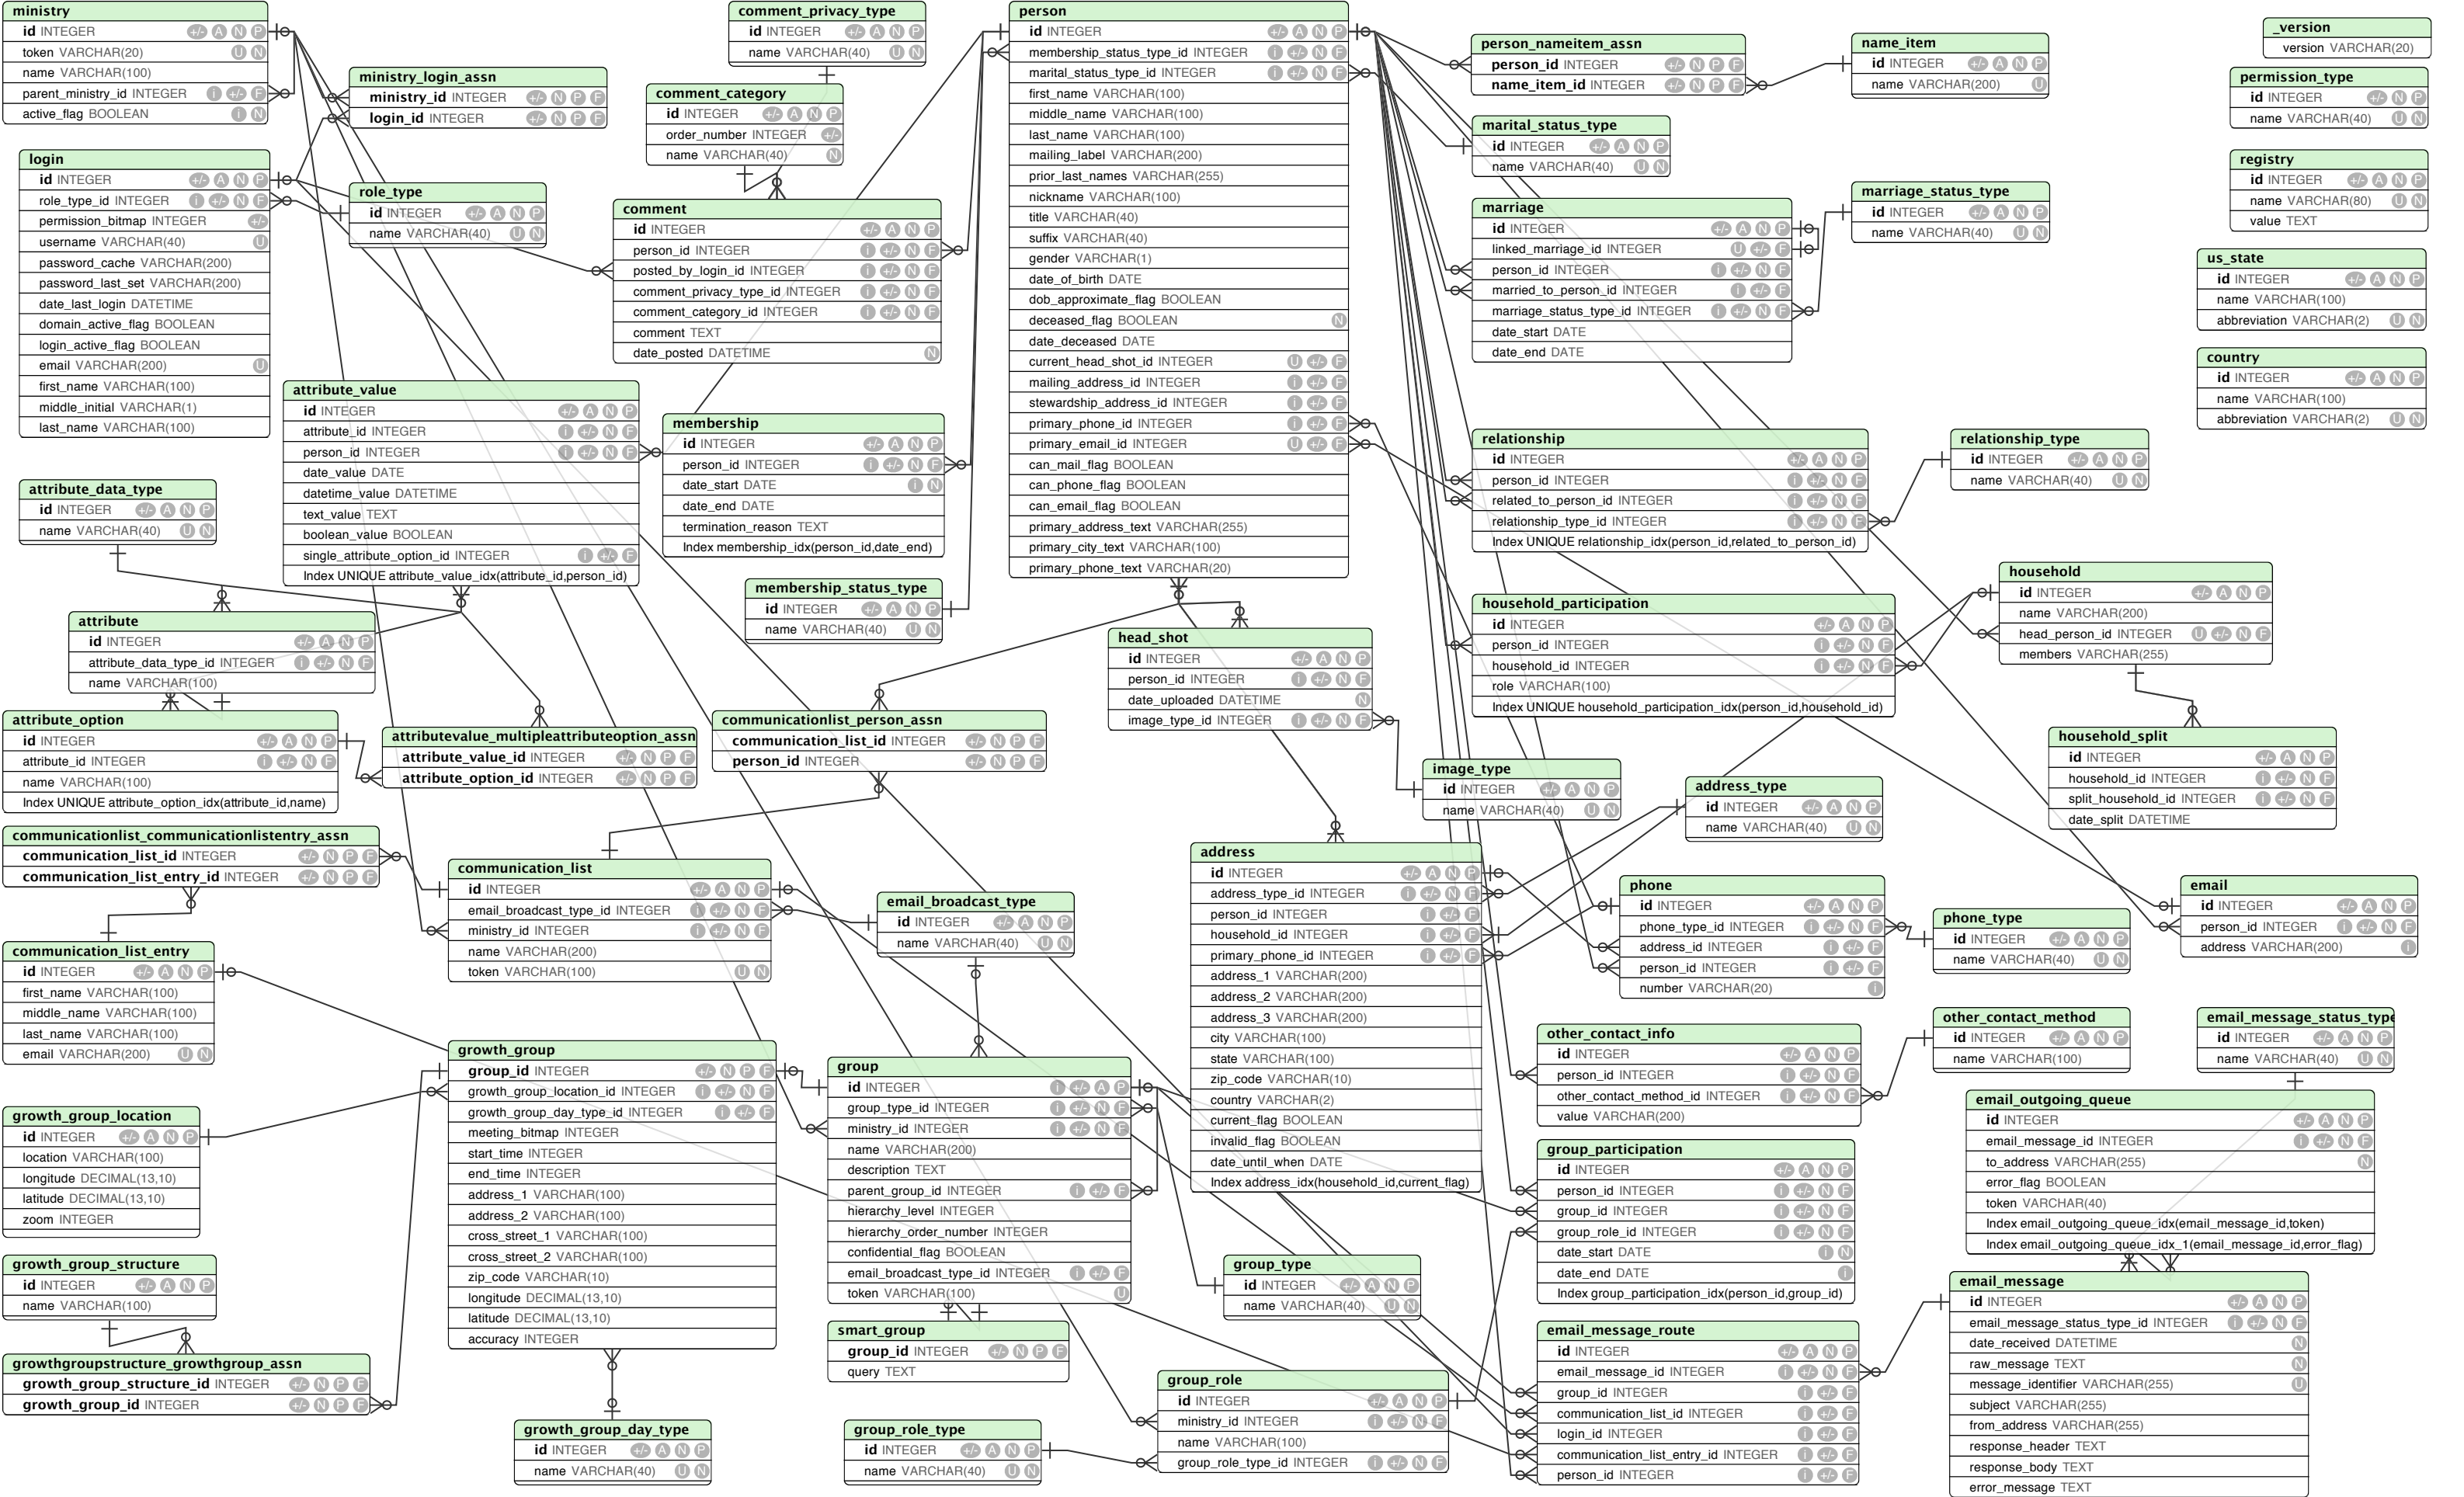 ministry
id INTEGER +/- A N P
token VARCHAR(20) U N
name VARCHAR(100)
parent_ministry_id INTEGER i +/- F
active_flag BOOLEAN i N
ministry_login_assn
ministry_id INTEGER +/- N P F
login_id INTEGER +/- N P F
login
id INTEGER +/- A N P
role_type_id INTEGER i +/- N F
permission_bitmap INTEGER +/-
username VARCHAR(40) U
password_cache VARCHAR(200)
password_last_set VARCHAR(200)
date_last_login DATETIME
domain_active_flag BOOLEAN
login_active_flag BOOLEAN
email VARCHAR(200) U
first_name VARCHAR(100)
middle_initial VARCHAR(1)
last_name VARCHAR(100)
role_type
id INTEGER +/- A N P
name VARCHAR(40) U N
comment_privacy_type
id INTEGER +/- A N P
name VARCHAR(40) U N
comment_category
id INTEGER +/- A N P
order_number INTEGER +/-
name VARCHAR(40) N
comment
id INTEGER +/- A N P
person_id INTEGER i +/- N F
posted_by_login_id INTEGER i +/- N F
comment_privacy_type_id INTEGER i +/- N F
comment_category_id INTEGER i +/- N F
comment TEXT
date_posted DATETIME N
person
id INTEGER +/- A N P
membership_status_type_id INTEGER i +/- N F
marital_status_type_id INTEGER i +/- N F
first_name VARCHAR(100)
middle_name VARCHAR(100)
last_name VARCHAR(100)
mailing_label VARCHAR(200)
prior_last_names VARCHAR(255)
nickname VARCHAR(100)
title VARCHAR(40)
suffix VARCHAR(40)
gender VARCHAR(1)
date_of_birth DATE
dob_approximate_flag BOOLEAN
deceased_flag BOOLEAN N
date_deceased DATE
current_head_shot_id INTEGER U +/- F
mailing_address_id INTEGER i +/- F
stewardship_address_id INTEGER i +/- F
primary_phone_id INTEGER i +/- F
primary_email_id INTEGER U +/- F
can_mail_flag BOOLEAN
can_phone_flag BOOLEAN
can_email_flag BOOLEAN
primary_address_text VARCHAR(255)
primary_city_text VARCHAR(100)
primary_phone_text VARCHAR(20)
person_nameitem_assn
person_id INTEGER +/- N P F
name_item_id INTEGER +/- N P F
name_item
id INTEGER +/- A N P
name VARCHAR(200) U
marital_status_type
id INTEGER +/- A N P
name VARCHAR(40) U N
marriage
id INTEGER +/- A N P
linked_marriage_id INTEGER U +/- F
person_id INTEGER i +/- N F
married_to_person_id INTEGER i +/- F
marriage_status_type_id INTEGER i +/- N F
date_start DATE
date_end DATE
marriage_status_type
id INTEGER +/- A N P
name VARCHAR(40) U N
_version
version VARCHAR(20)
permission_type
id INTEGER +/- N P
name VARCHAR(40) U N
registry
id INTEGER +/- A N P
name VARCHAR(80) U N
value TEXT
us_state
id INTEGER +/- A N P
name VARCHAR(100)
abbreviation VARCHAR(2) U N
country
id INTEGER +/- A N P
name VARCHAR(100)
abbreviation VARCHAR(2) U N
attribute_value
id INTEGER +/- A N P
attribute_id INTEGER i +/- N F
person_id INTEGER i +/- N F
date_value DATE
datetime_value DATETIME
text_value TEXT
boolean_value BOOLEAN
single_attribute_option_id INTEGER i +/- F
Index UNIQUE attribute_value_idx(attribute_id,person_id)
membership
id INTEGER +/- A N P
person_id INTEGER i +/- N F
date_start DATE i N
date_end DATE
termination_reason TEXT
Index membership_idx(person_id,date_end)
membership_status_type
id INTEGER +/- A N P
name VARCHAR(40) U N
attribute_data_type
id INTEGER +/- A N P
name VARCHAR(40) U N
attribute
id INTEGER +/- A N P
attribute_data_type_id INTEGER i +/- N F
name VARCHAR(100)
attribute_option
id INTEGER +/- A N P
attribute_id INTEGER i +/- N F
name VARCHAR(100)
Index UNIQUE attribute_option_idx(attribute_id,name)
attributevalue_multipleattributeoption_assn
attribute_value_id INTEGER +/- N P F
attribute_option_id INTEGER +/- N P F
relationship
id INTEGER +/- A N P
person_id INTEGER i +/- N F
related_to_person_id INTEGER i +/- N F
relationship_type_id INTEGER i +/- N F
Index UNIQUE relationship_idx(person_id,related_to_person_id)
relationship_type
id INTEGER +/- A N P
name VARCHAR(40) U N
household_participation
id INTEGER +/- A N P
person_id INTEGER i +/- N F
household_id INTEGER i +/- N F
role VARCHAR(100)
Index UNIQUE household_participation_idx(person_id,household_id)
household
id INTEGER +/- A N P
name VARCHAR(200)
head_person_id INTEGER U +/- N F
members VARCHAR(255)
household_split
id INTEGER +/- A N P
household_id INTEGER i +/- N F
split_household_id INTEGER i +/- N F
date_split DATETIME
head_shot
id INTEGER +/- A N P
person_id INTEGER i +/- N F
date_uploaded DATETIME N
image_type_id INTEGER i +/- N F
communicationlist_person_assn
communication_list_id INTEGER +/- N P F
person_id INTEGER +/- N P F
image_type
id INTEGER +/- A N P
name VARCHAR(40) U N
address_type
id INTEGER +/- A N P
name VARCHAR(40) U N
communicationlist_communicationlistentry_assn
communication_list_id INTEGER +/- N P F
communication_list_entry_id INTEGER +/- N P F
communication_list
id INTEGER +/- A N P
email_broadcast_type_id INTEGER i +/- N F
ministry_id INTEGER i +/- N F
name VARCHAR(200)
token VARCHAR(100) U N
email_broadcast_type
id INTEGER +/- A N P
name VARCHAR(40) U N
address
id INTEGER +/- A N P
address_type_id INTEGER i +/- N F
person_id INTEGER i +/- F
household_id INTEGER i +/- F
primary_phone_id INTEGER i +/- F
address_1 VARCHAR(200)
address_2 VARCHAR(200)
address_3 VARCHAR(200)
city VARCHAR(100)
state VARCHAR(100)
zip_code VARCHAR(10)
country VARCHAR(2)
current_flag BOOLEAN
invalid_flag BOOLEAN
date_until_when DATE
Index address_idx(household_id,current_flag)
phone
id INTEGER +/- A N P
phone_type_id INTEGER i +/- N F
address_id INTEGER i +/- F
person_id INTEGER i +/- F
number VARCHAR(20) i
phone_type
id INTEGER +/- A N P
name VARCHAR(40) U N
email
id INTEGER +/- A N P
person_id INTEGER i +/- N F
address VARCHAR(200) i
communication_list_entry
id INTEGER +/- A N P
first_name VARCHAR(100)
middle_name VARCHAR(100)
last_name VARCHAR(100)
email VARCHAR(200) U N
growth_group
group_id INTEGER +/- N P F
growth_group_location_id INTEGER i +/- N F
growth_group_day_type_id INTEGER i +/- F
meeting_bitmap INTEGER
start_time INTEGER
end_time INTEGER
address_1 VARCHAR(100)
address_2 VARCHAR(100)
cross_street_1 VARCHAR(100)
cross_street_2 VARCHAR(100)
zip_code VARCHAR(10)
longitude DECIMAL(13,10)
latitude DECIMAL(13,10)
accuracy INTEGER
group
id INTEGER i +/- A P
group_type_id INTEGER i +/- N F
ministry_id INTEGER i +/- N F
name VARCHAR(200)
description TEXT
parent_group_id INTEGER i +/- F
hierarchy_level INTEGER
hierarchy_order_number INTEGER
confidential_flag BOOLEAN
email_broadcast_type_id INTEGER i +/- F
token VARCHAR(100) U
other_contact_info
id INTEGER +/- A N P
person_id INTEGER i +/- N F
other_contact_method_id INTEGER i +/- N F
value VARCHAR(200)
other_contact_method
id INTEGER +/- A N P
name VARCHAR(100)
email_message_status_type
id INTEGER +/- A N P
name VARCHAR(40) U N
growth_group_location
id INTEGER +/- A N P
location VARCHAR(100)
longitude DECIMAL(13,10)
latitude DECIMAL(13,10)
zoom INTEGER
group_participation
id INTEGER +/- A N P
person_id INTEGER i +/- N F
group_id INTEGER i +/- N F
group_role_id INTEGER i +/- N F
date_start DATE i N
date_end DATE i
Index group_participation_idx(person_id,group_id)
email_outgoing_queue
id INTEGER +/- A N P
email_message_id INTEGER i +/- N F
to_address VARCHAR(255) N
error_flag BOOLEAN
token VARCHAR(40)
Index email_outgoing_queue_idx(email_message_id,token)
Index email_outgoing_queue_idx_1(email_message_id,error_flag)
growth_group_structure
id INTEGER +/- A N P
name VARCHAR(100)
growthgroupstructure_growthgroup_assn
growth_group_structure_id INTEGER +/- N P F
growth_group_id INTEGER +/- N P F
growth_group_day_type
id INTEGER +/- A N P
name VARCHAR(40) U N
smart_group
group_id INTEGER +/- N P F
query TEXT
group_type
id INTEGER +/- A N P
name VARCHAR(40) U N
group_role_type
id INTEGER +/- A N P
name VARCHAR(40) U N
group_role
id INTEGER +/- A N P
ministry_id INTEGER i +/- N F
name VARCHAR(100)
group_role_type_id INTEGER i +/- N F
email_message_route
id INTEGER +/- A N P
email_message_id INTEGER i +/- N F
group_id INTEGER i +/- F
communication_list_id INTEGER i +/- F
login_id INTEGER i +/- F
communication_list_entry_id INTEGER i +/- F
person_id INTEGER i +/- F
email_message
id INTEGER +/- A N P
email_message_status_type_id INTEGER i +/- N F
date_received DATETIME N
raw_message TEXT N
message_identifier VARCHAR(255) U
subject VARCHAR(255)
from_address VARCHAR(255)
response_header TEXT
response_body TEXT
error_message TEXT